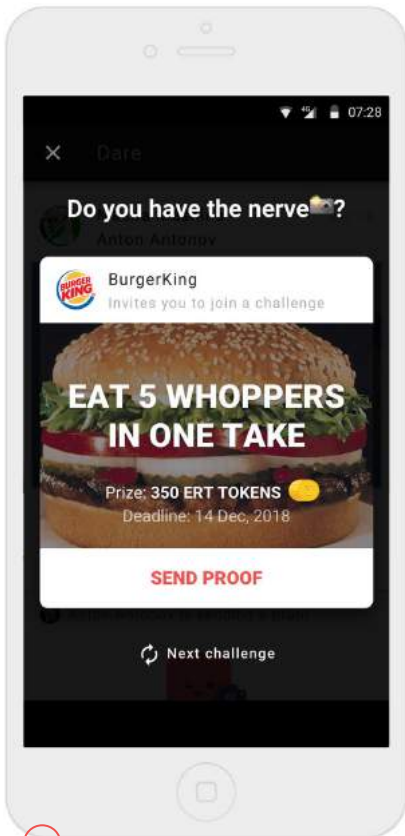 4G 07:28
Dare
Do you have the nerve📸?
Anton Antonov
BURGER
KING
BurgerKing
Invites you to join a challenge
EAT 5 WHOPPERS
IN ONE TAKE
Prize: 350 ERT TOKENS
Deadline: 14 Dec, 2018
SEND PROOF
Next challenge